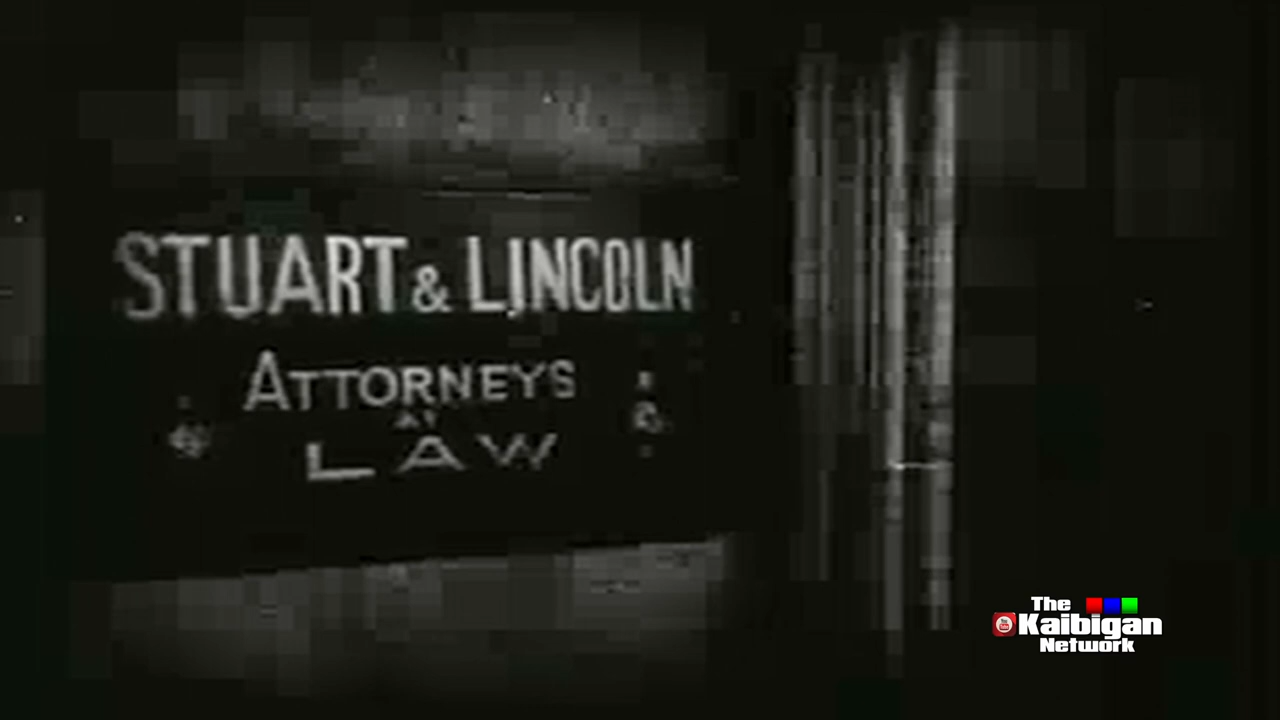 STUART & LINCOLN
ATTORNEYS
AT
LAW
The
Kaibigan
Network